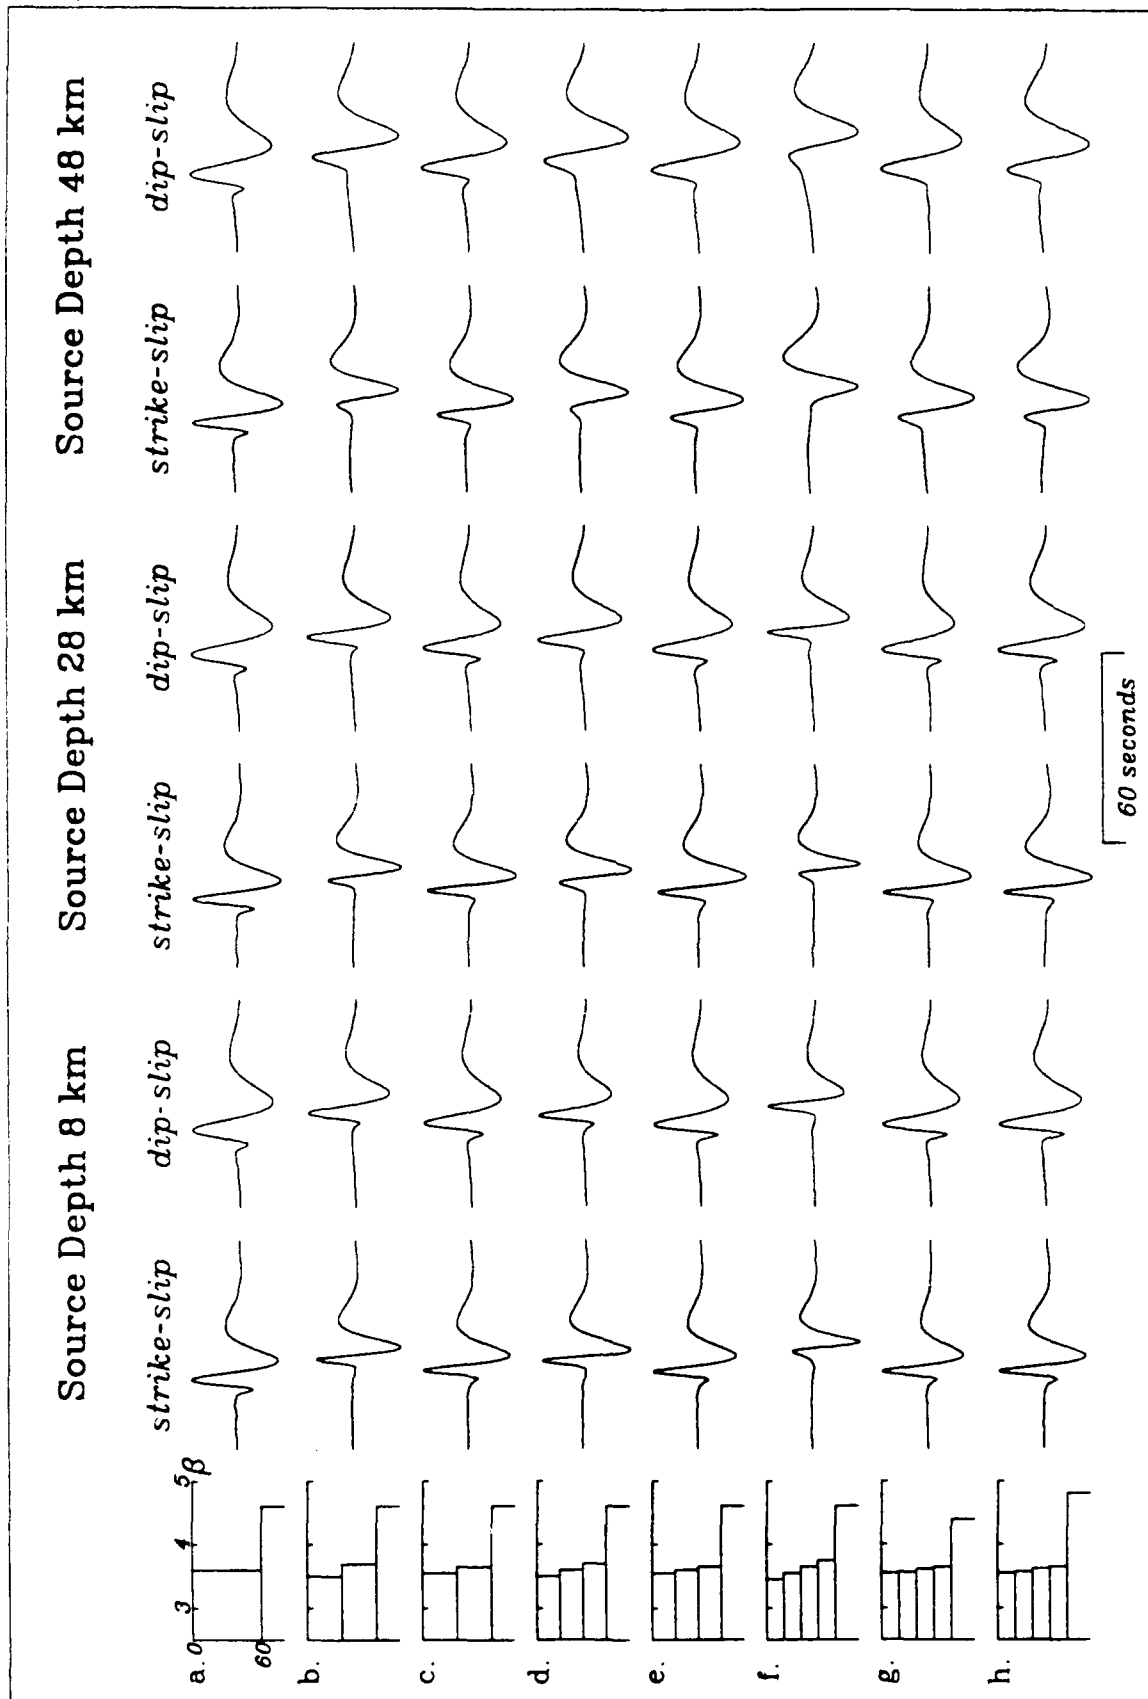 Source Depth 8 km
Source Depth 28 km
Source Depth 48 km
strike-slip
dip-slip
strike-slip
dip-slip
strike-slip
dip-slip
3
4
5
β
a.
0
60
b.
c.
d.
e.
f.
g.
h.
60 seconds